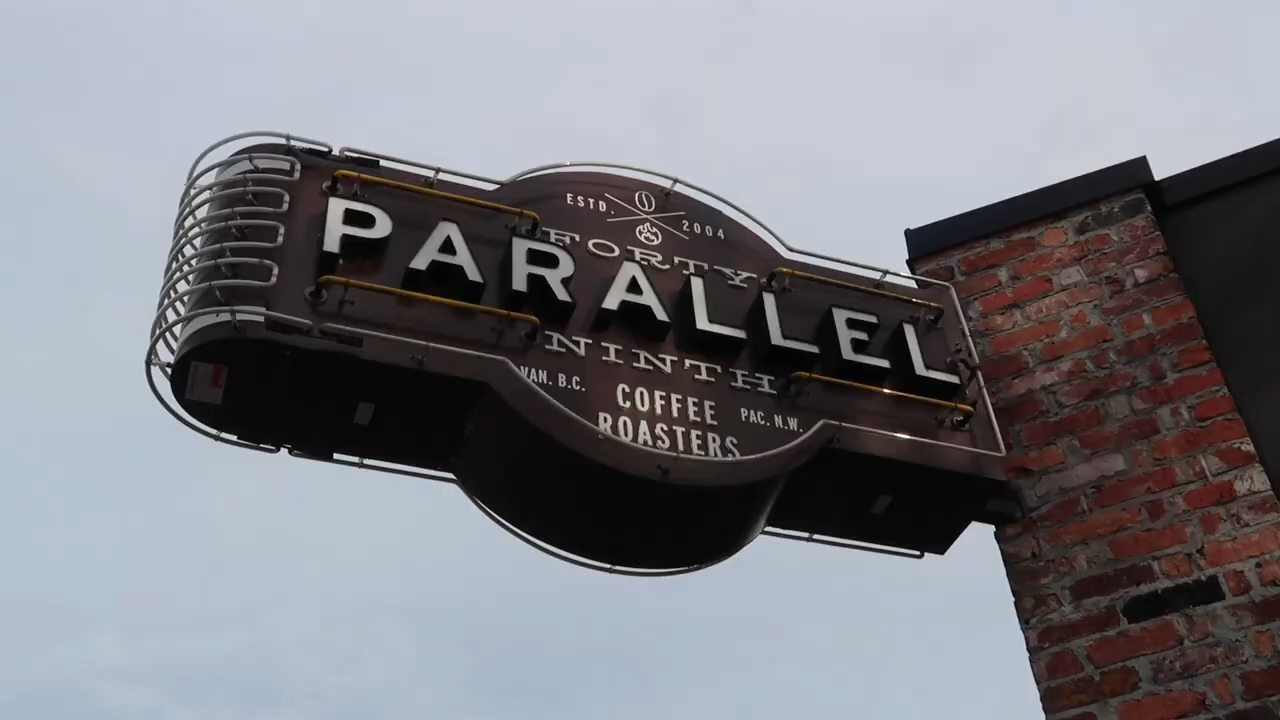 ESTD. 2004
FORTY
PARALLEL
NINTH
VAN. B.C.
COFFEE
PAC. N.W.
ROASTERS